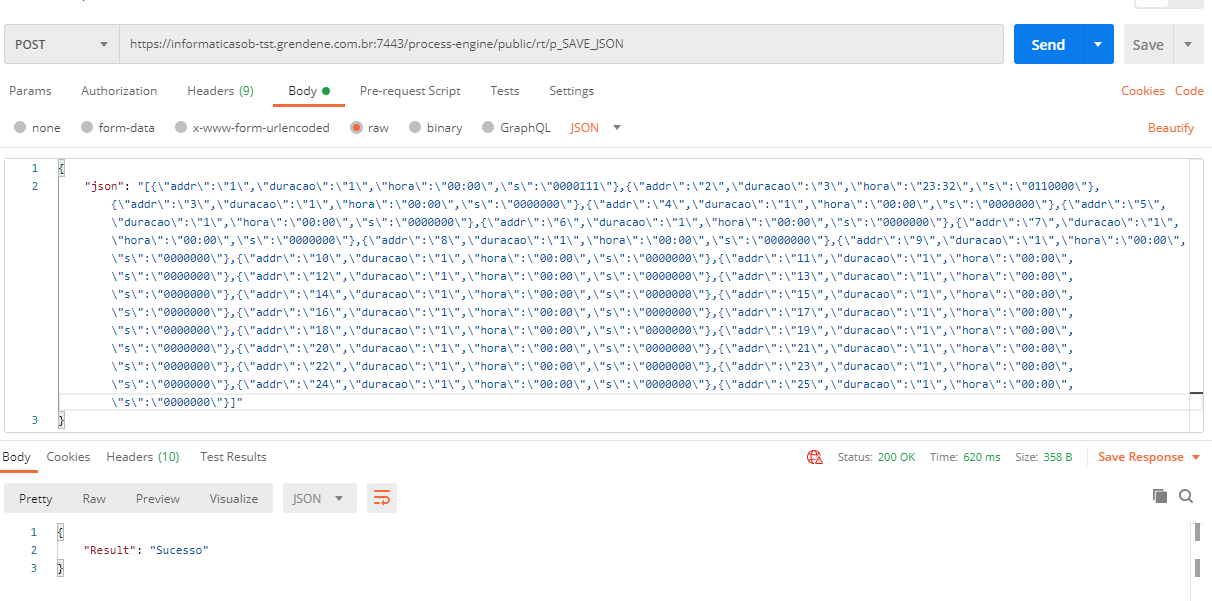 POST https://informaticasob-tst.grendene.com.br:7443/process-engine/public/rt/p_SAVE_JSON Send Save
Params Authorization Headers (9) Body Pre-request Script Tests Settings Cookies Code
none form-data x-www-form-urlencoded raw binary GraphQL JSON Beautify
1 {
2 "json": "[{\"addr\":\"1\",\"duracao\":\"1\",\"hora\":\"00:00\",\"s\":\"0000111\"},{\"addr\":\"2\",\"duracao\":\"3\",\"hora\":\"23:32\",\"s\":\"0110000\"},
{\"addr\":\"3\",\"duracao\":\"1\",\"hora\":\"00:00\",\"s\":\"0000000\"},{\"addr\":\"4\",\"duracao\":\"1\",\"hora\":\"00:00\",\"s\":\"0000000\"},{\"addr\":\"5\",
\"duracao\":\"1\",\"hora\":\"00:00\",\"s\":\"0000000\"},{\"addr\":\"6\",\"duracao\":\"1\",\"hora\":\"00:00\",\"s\":\"0000000\"},{\"addr\":\"7\",\"duracao\":\"1\",
\"hora\":\"00:00\",\"s\":\"0000000\"},{\"addr\":\"8\",\"duracao\":\"1\",\"hora\":\"00:00\",\"s\":\"0000000\"},{\"addr\":\"9\",\"duracao\":\"1\",\"hora\":\"00:00\",
\"s\":\"0000000\"},{\"addr\":\"10\",\"duracao\":\"1\",\"hora\":\"00:00\",\"s\":\"0000000\"},{\"addr\":\"11\",\"duracao\":\"1\",\"hora\":\"00:00\",
\"s\":\"0000000\"},{\"addr\":\"12\",\"duracao\":\"1\",\"hora\":\"00:00\",\"s\":\"0000000\"},{\"addr\":\"13\",\"duracao\":\"1\",\"hora\":\"00:00\",
\"s\":\"0000000\"},{\"addr\":\"14\",\"duracao\":\"1\",\"hora\":\"00:00\",\"s\":\"0000000\"},{\"addr\":\"15\",\"duracao\":\"1\",\"hora\":\"00:00\",
\"s\":\"0000000\"},{\"addr\":\"16\",\"duracao\":\"1\",\"hora\":\"00:00\",\"s\":\"0000000\"},{\"addr\":\"17\",\"duracao\":\"1\",\"hora\":\"00:00\",
\"s\":\"0000000\"},{\"addr\":\"18\",\"duracao\":\"1\",\"hora\":\"00:00\",\"s\":\"0000000\"},{\"addr\":\"19\",\"duracao\":\"1\",\"hora\":\"00:00\",
\"s\":\"0000000\"},{\"addr\":\"20\",\"duracao\":\"1\",\"hora\":\"00:00\",\"s\":\"0000000\"},{\"addr\":\"21\",\"duracao\":\"1\",\"hora\":\"00:00\",
\"s\":\"0000000\"},{\"addr\":\"22\",\"duracao\":\"1\",\"hora\":\"00:00\",\"s\":\"0000000\"},{\"addr\":\"23\",\"duracao\":\"1\",\"hora\":\"00:00\",
\"s\":\"0000000\"},{\"addr\":\"24\",\"duracao\":\"1\",\"hora\":\"00:00\",\"s\":\"0000000\"},{\"addr\":\"25\",\"duracao\":\"1\",\"hora\":\"00:00\",
\"s\":\"0000000\"}]"
3 }
Body Cookies Headers (10) Test Results Status: 200 OK Time: 620 ms Size: 358 B Save Response
Pretty Raw Preview Visualize JSON
1 {
2 "Result": "Sucesso"
3 }